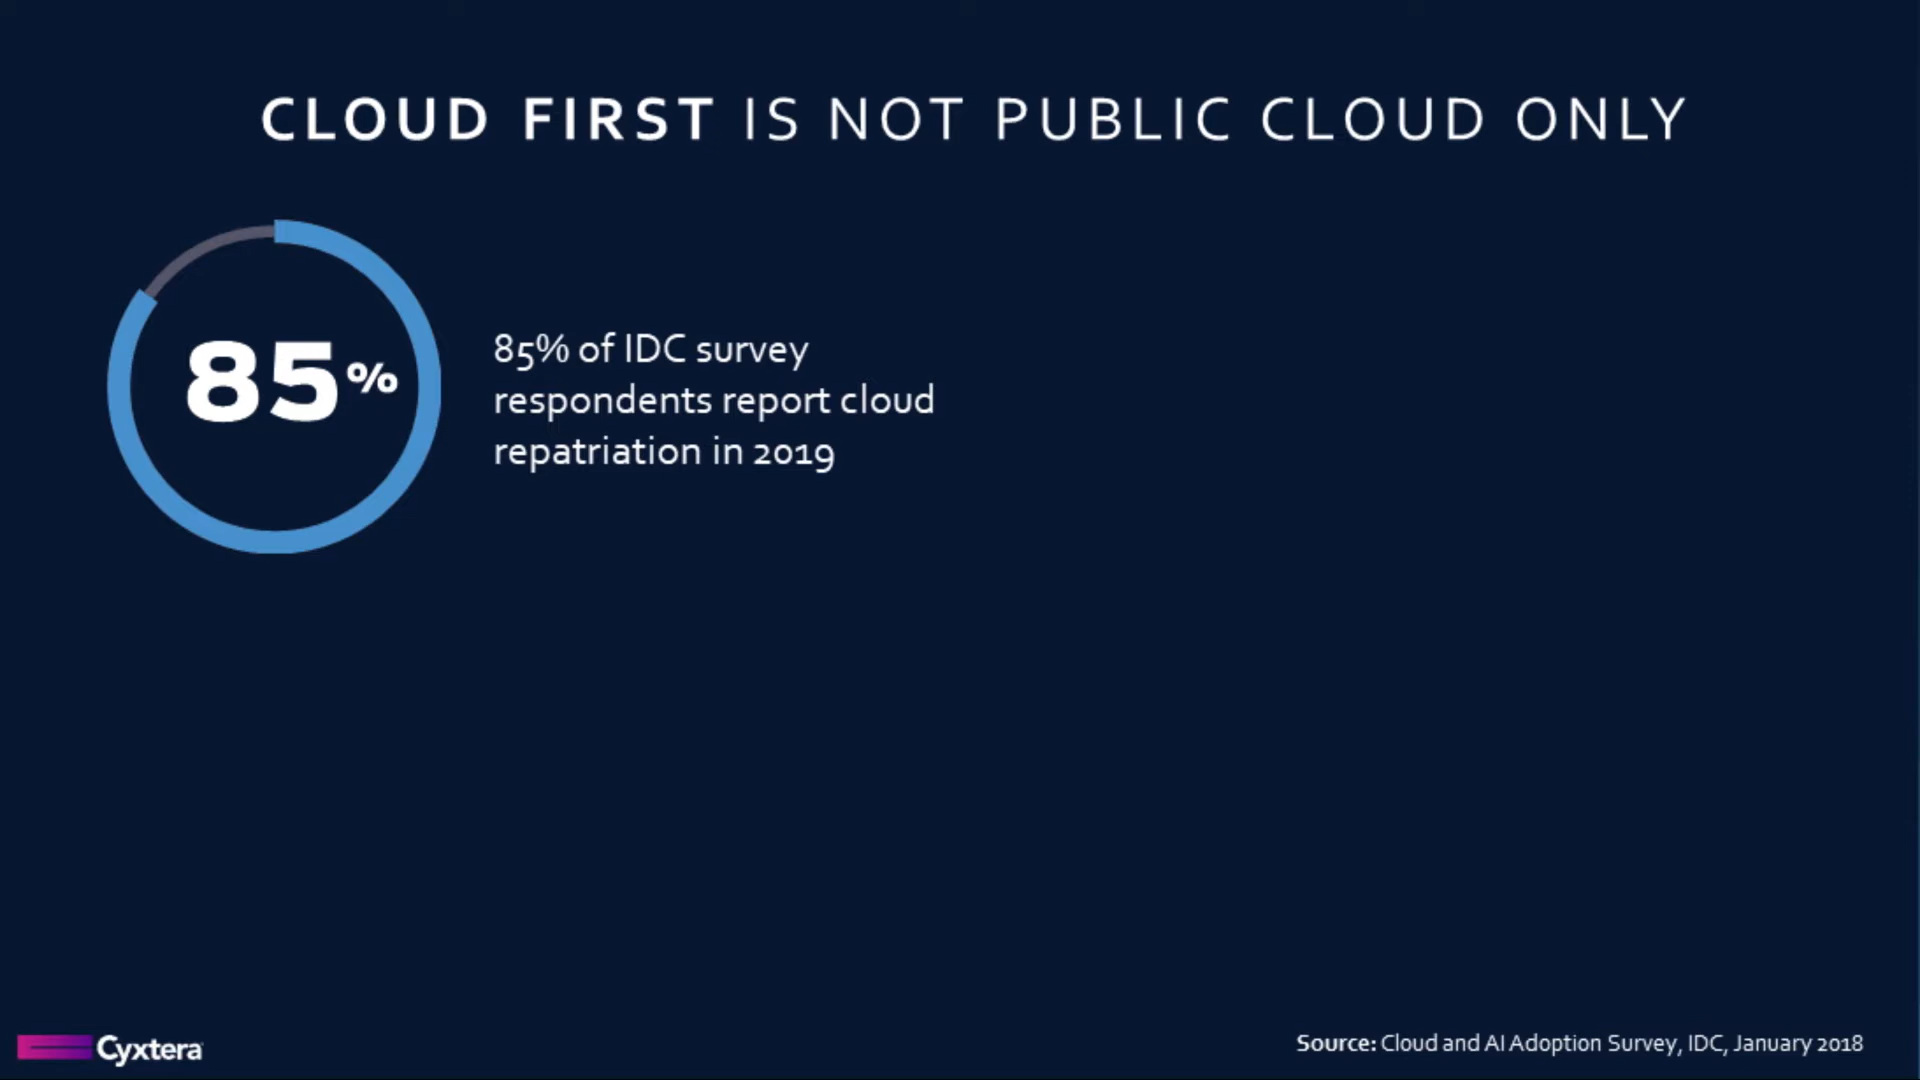 CLOUD FIRST IS NOT PUBLIC CLOUD ONLY
85%
85% of IDC survey
respondents report cloud
repatriation in 2019
Cyxtera
Source: Cloud and AI Adoption Survey, IDC, January 2018